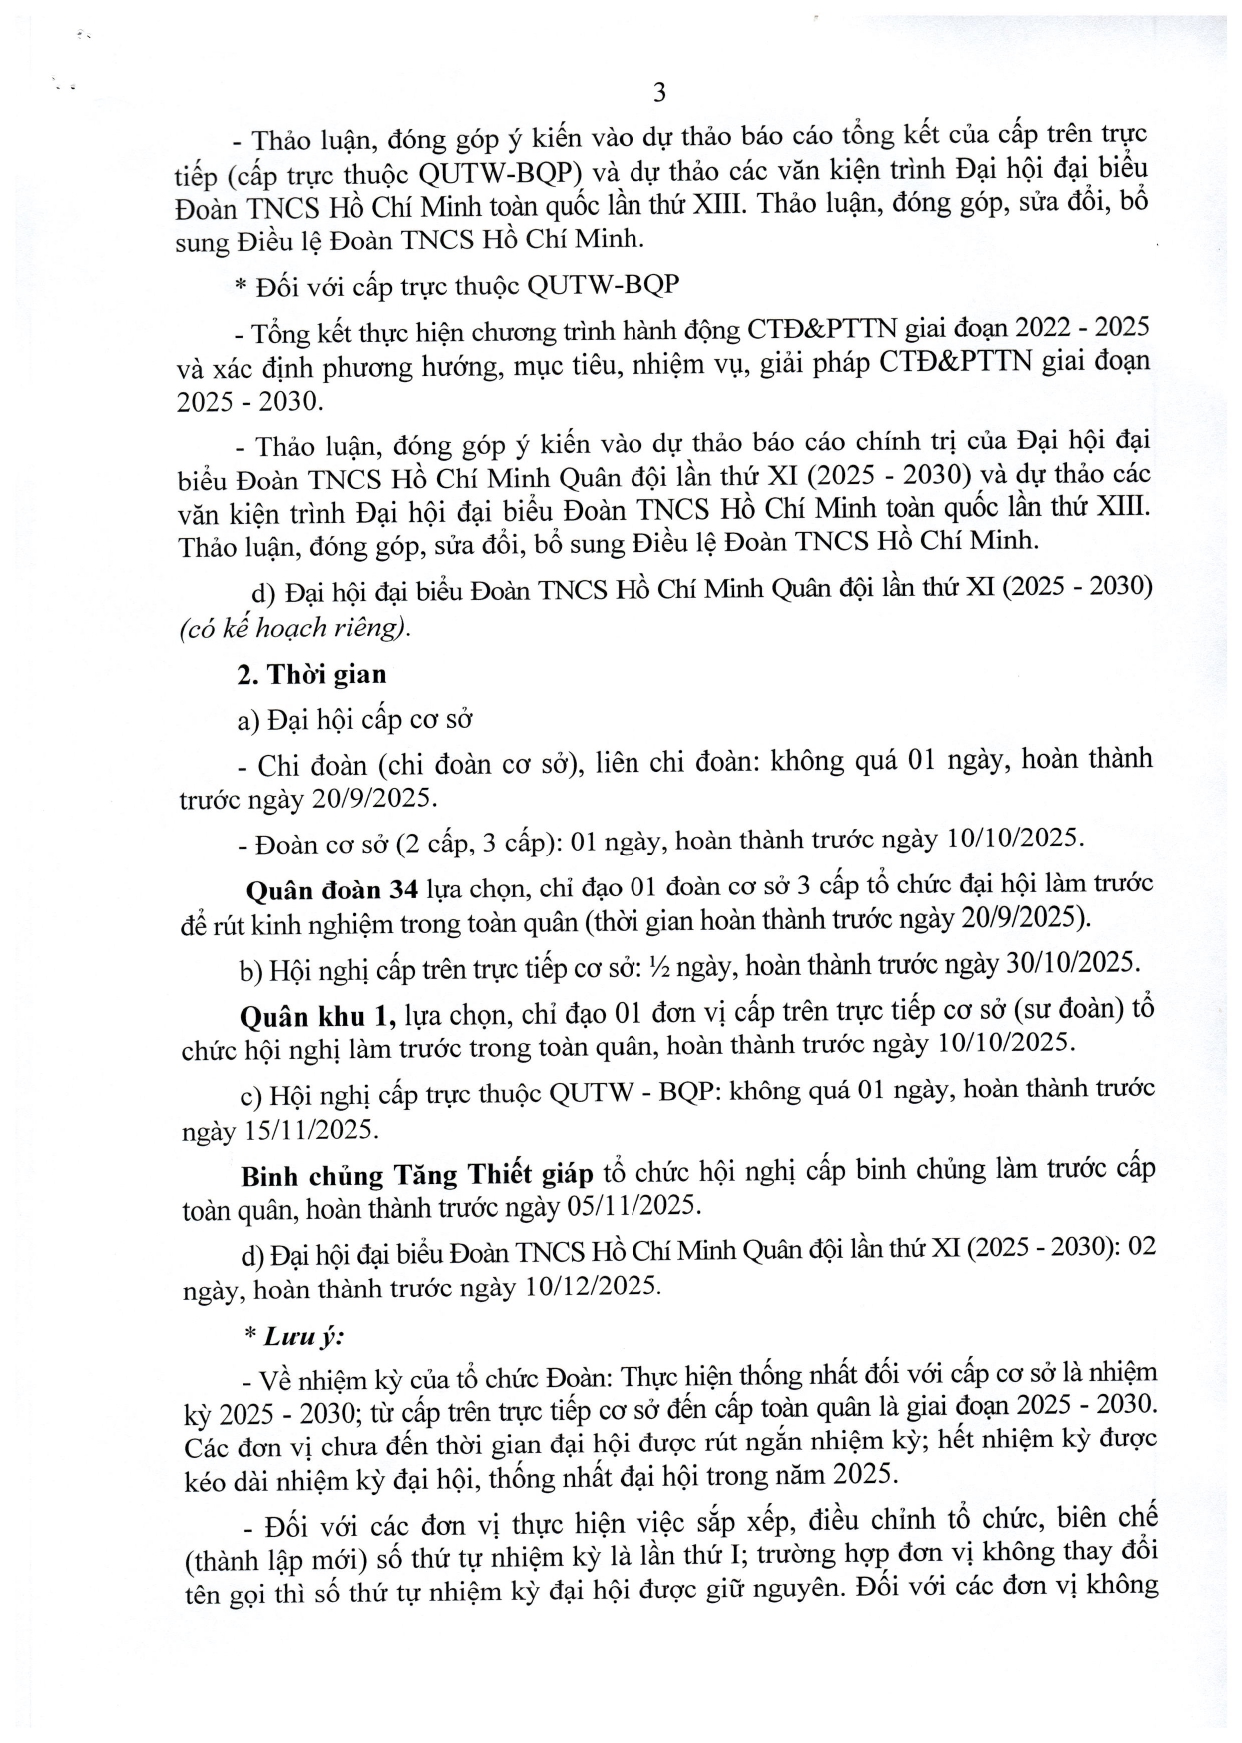 3
- Thảo luận, đóng góp ý kiến vào dự thảo báo cáo tổng kết của cấp trên trực
tiếp (cấp trực thuộc QUTW-BQP) và dự thảo các văn kiện trình Đại hội đại biểu
Đoàn TNCS Hồ Chí Minh toàn quốc lần thứ XIII. Thảo luận, đóng góp, sửa đổi, bổ
sung Điều lệ Đoàn TNCS Hồ Chí Minh.
* Đối với cấp trực thuộc QUTW-BQP
- Tổng kết thực hiện chương trình hành động CTĐ&PTTN giai đoạn 2022 - 2025
và xác định phương hướng, mục tiêu, nhiệm vụ, giải pháp CTĐ&PTTN giai đoạn
2025 - 2030.
- Thảo luận, đóng góp ý kiến vào dự thảo báo cáo chính trị của Đại hội đại
biểu Đoàn TNCS Hồ Chí Minh Quân đội lần thứ XI (2025 - 2030) và dự thảo các
văn kiện trình Đại hội đại biểu Đoàn TNCS Hồ Chí Minh toàn quốc lần thứ XIII.
Thảo luận, đóng góp, sửa đổi, bổ sung Điều lệ Đoàn TNCS Hồ Chí Minh.
d) Đại hội đại biểu Đoàn TNCS Hồ Chí Minh Quân đội lần thứ XI (2025 - 2030)
(có kế hoạch riêng).
2. Thời gian
a) Đại hội cấp cơ sở
- Chi đoàn (chi đoàn cơ sở), liên chi đoàn: không quá 01 ngày, hoàn thành
trước ngày 20/9/2025.
- Đoàn cơ sở (2 cấp, 3 cấp): 01 ngày, hoàn thành trước ngày 10/10/2025.
Quân đoàn 34 lựa chọn, chỉ đạo 01 đoàn cơ sở 3 cấp tổ chức đại hội làm trước
để rút kinh nghiệm trong toàn quân (thời gian hoàn thành trước ngày 20/9/2025).
b) Hội nghị cấp trên trực tiếp cơ sở: ½ ngày, hoàn thành trước ngày 30/10/2025.
Quân khu 1, lựa chọn, chỉ đạo 01 đơn vị cấp trên trực tiếp cơ sở (sư đoàn) tổ
chức hội nghị làm trước trong toàn quân, hoàn thành trước ngày 10/10/2025.
c) Hội nghị cấp trực thuộc QUTW - BQP: không quá 01 ngày, hoàn thành trước
ngày 15/11/2025.
Binh chủng Tăng Thiết giáp tổ chức hội nghị cấp binh chủng làm trước cấp
toàn quân, hoàn thành trước ngày 05/11/2025.
d) Đại hội đại biểu Đoàn TNCS Hồ Chí Minh Quân đội lần thứ XI (2025 - 2030): 02
ngày, hoàn thành trước ngày 10/12/2025.
* Lưu ý:
- Về nhiệm kỳ của tổ chức Đoàn: Thực hiện thống nhất đối với cấp cơ sở là nhiệm
kỳ 2025 - 2030; từ cấp trên trực tiếp cơ sở đến cấp toàn quân là giai đoạn 2025 - 2030.
Các đơn vị chưa đến thời gian đại hội được rút ngắn nhiệm kỳ; hết nhiệm kỳ được
kéo dài nhiệm kỳ đại hội, thống nhất đại hội trong năm 2025.
- Đối với các đơn vị thực hiện việc sắp xếp, điều chỉnh tổ chức, biên chế
(thành lập mới) số thứ tự nhiệm kỳ là lần thứ I; trường hợp đơn vị không thay đổi
tên gọi thì số thứ tự nhiệm kỳ đại hội được giữ nguyên. Đối với các đơn vị không